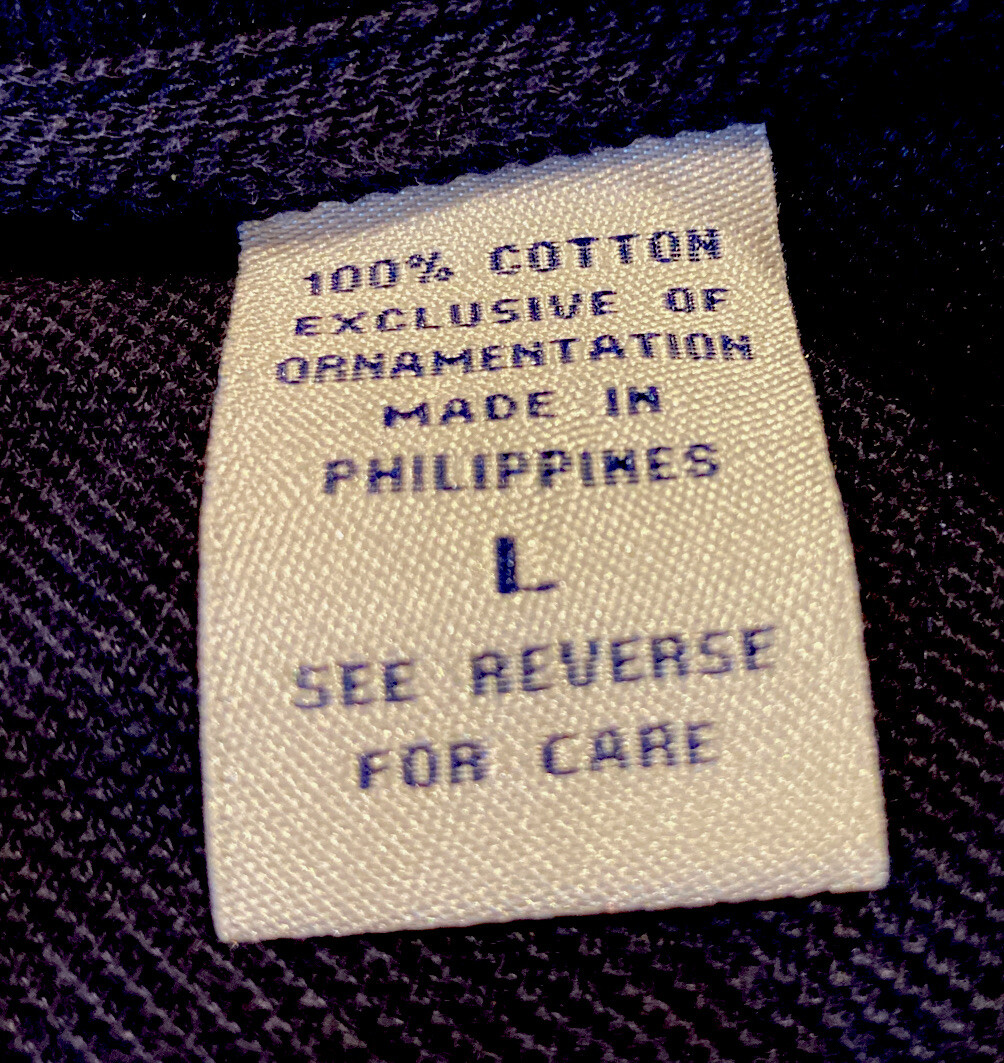 100% COTTON
EXCLUSIVE OF
ORNAMENTATION
MADE IN
PHILIPPINES
L
SEE REVERSE
FOR CARE